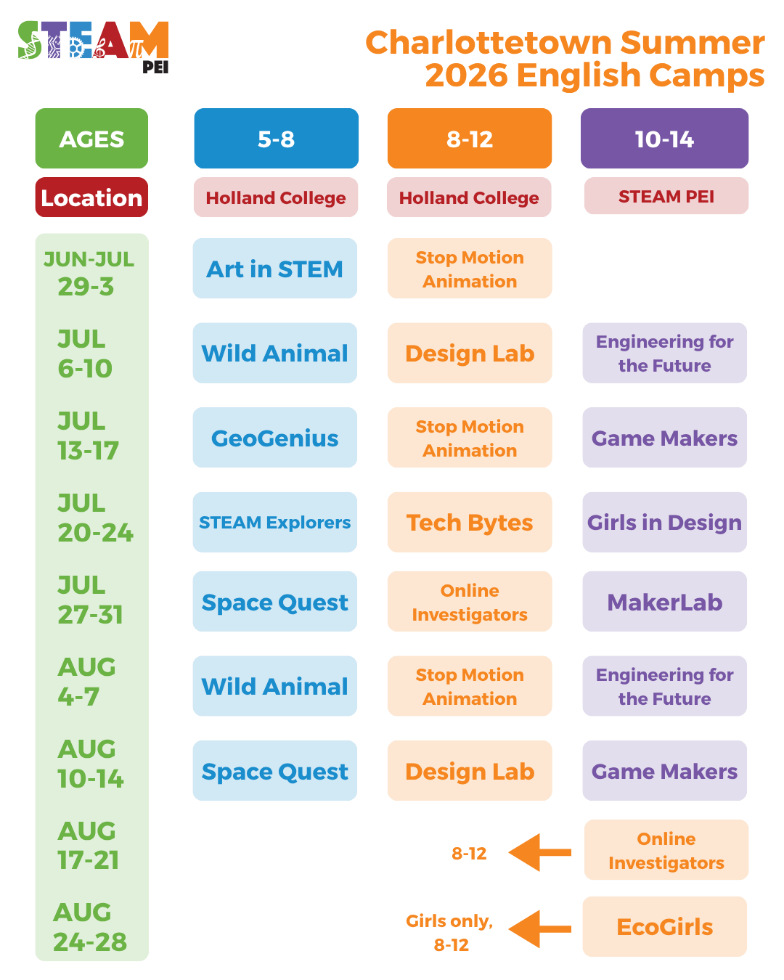 STEAM
PEI
Charlottetown Summer
2026 English Camps
AGES
5-8
8-12
10-14
Location
Holland College
Holland College
STEAM PEI
JUN-JUL
29-3
Art in STEM
Stop Motion
Animation
JUL
6-10
Wild Animal
Design Lab
Engineering for
the Future
JUL
13-17
GeoGenius
Stop Motion
Animation
Game Makers
JUL
20-24
STEAM Explorers
Tech Bytes
Girls in Design
JUL
27-31
Space Quest
Online
Investigators
MakerLab
AUG
4-7
Wild Animal
Stop Motion
Animation
Engineering for
the Future
AUG
10-14
Space Quest
Design Lab
Game Makers
AUG
17-21
8-12
Online
Investigators
AUG
24-28
Girls only,
8-12
EcoGirls